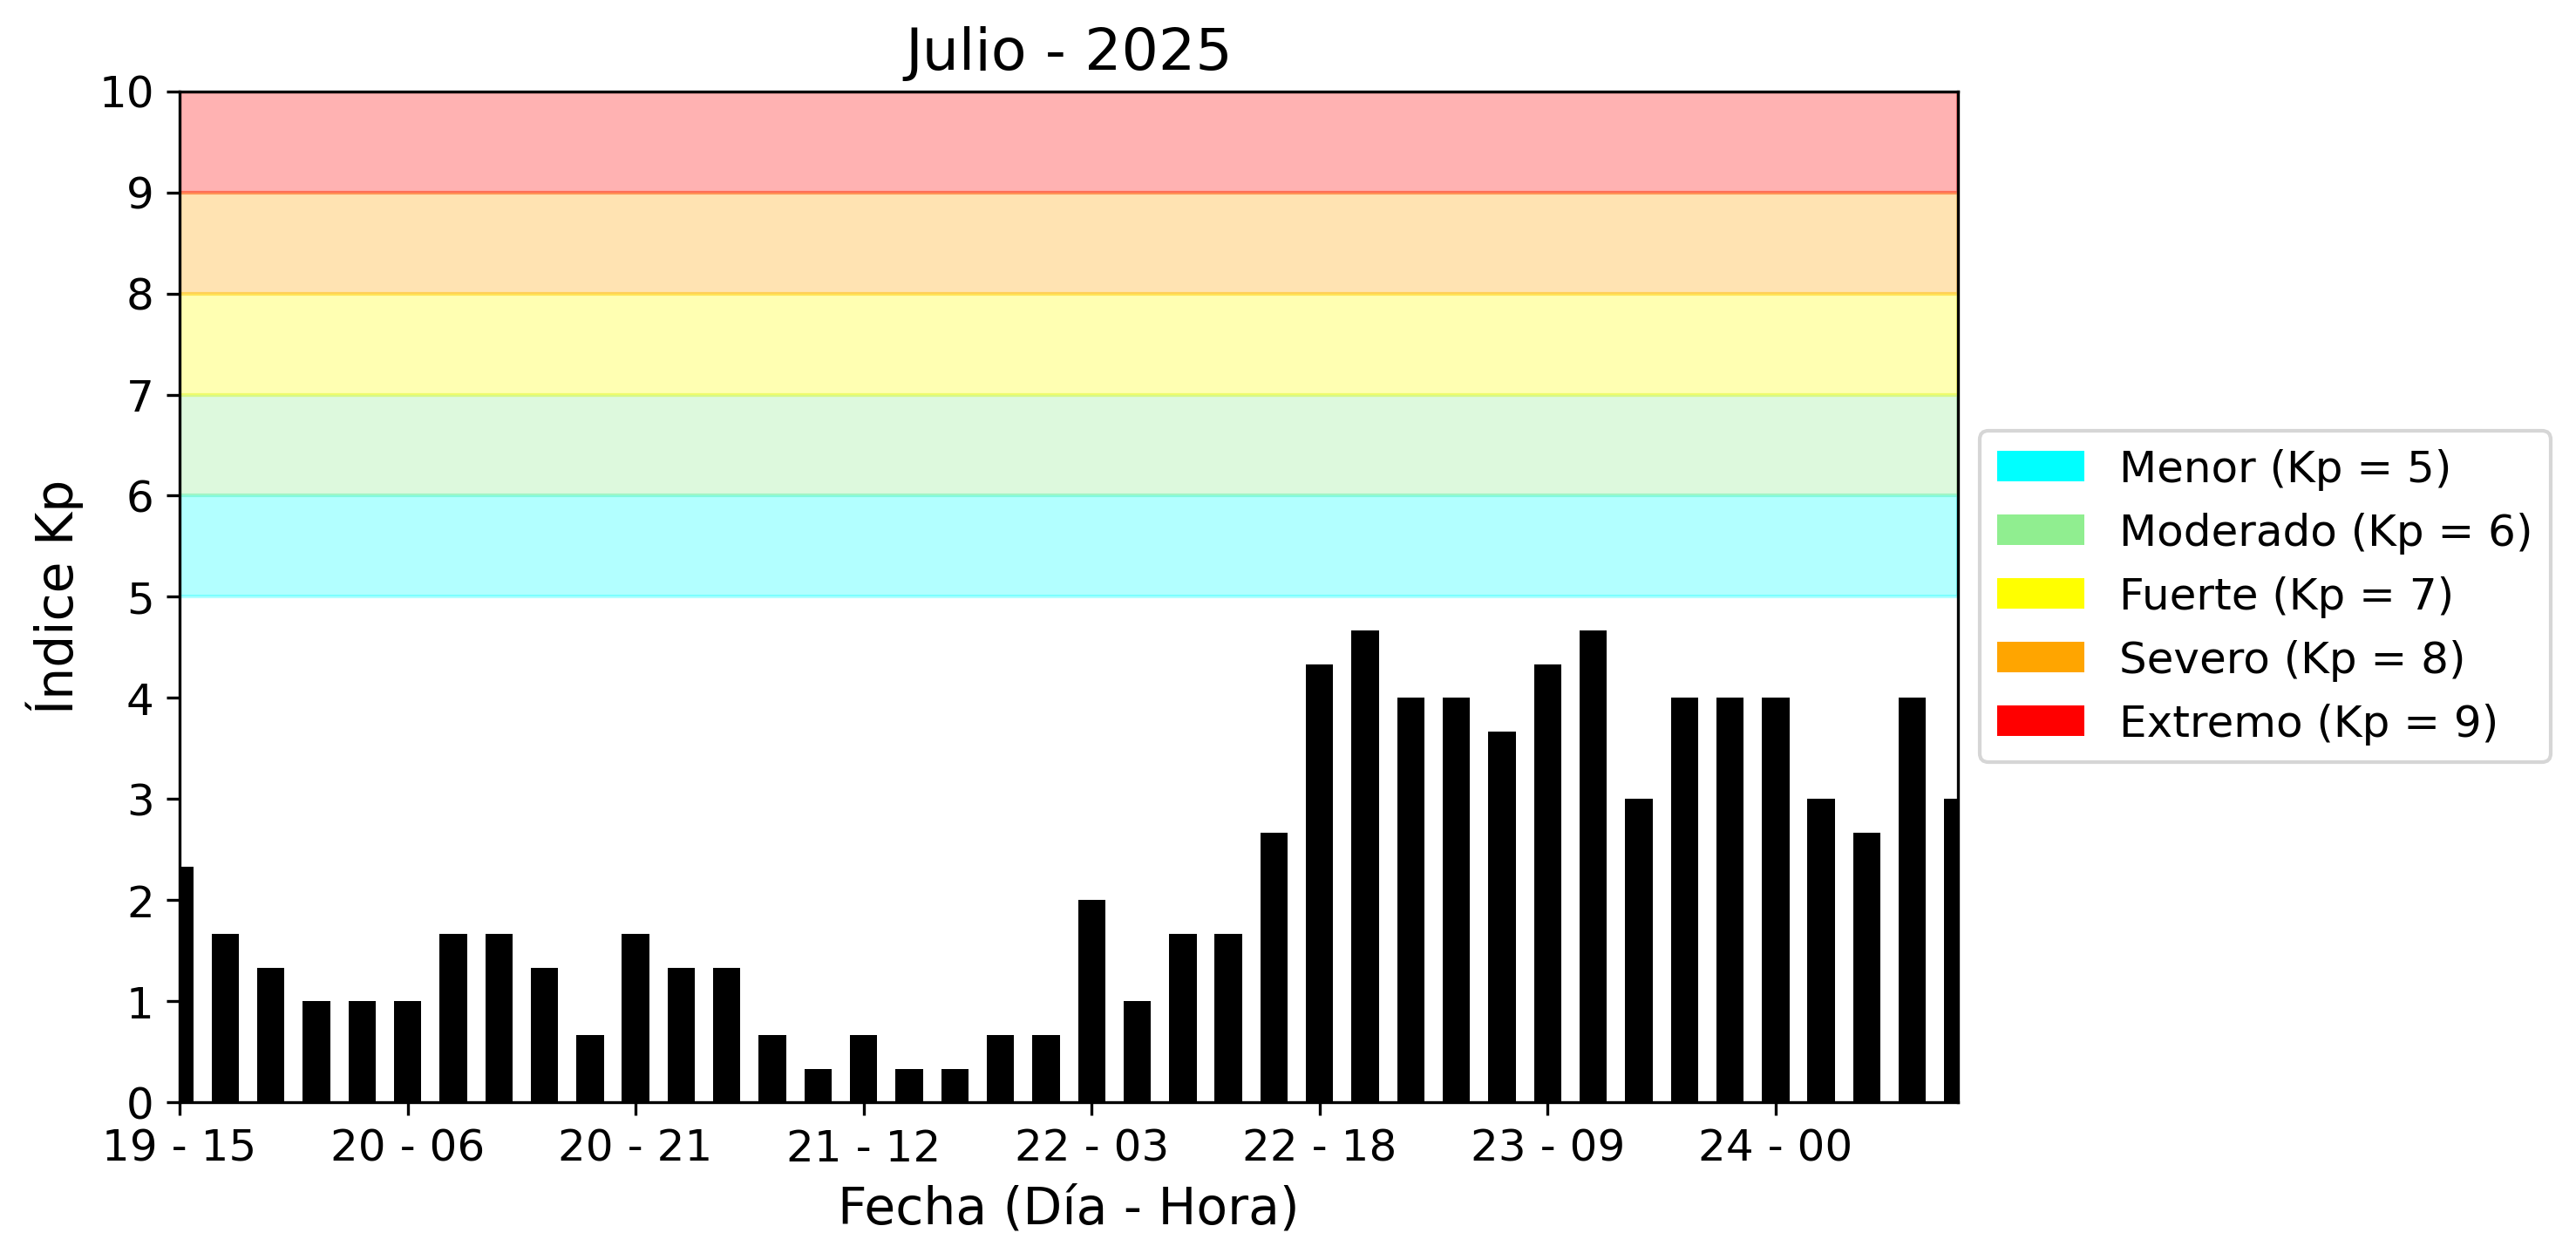 Julio - 2025
10
9
8
7
6
5
4
3
2
1
0
Índice Kp
19 - 15 20 - 06 20 - 21 21 - 12 22 - 03 22 - 18 23 - 09 24 - 00
Fecha (Día - Hora)
Menor (Kp = 5)
Moderado (Kp = 6)
Fuerte (Kp = 7)
Severo (Kp = 8)
Extremo (Kp = 9)